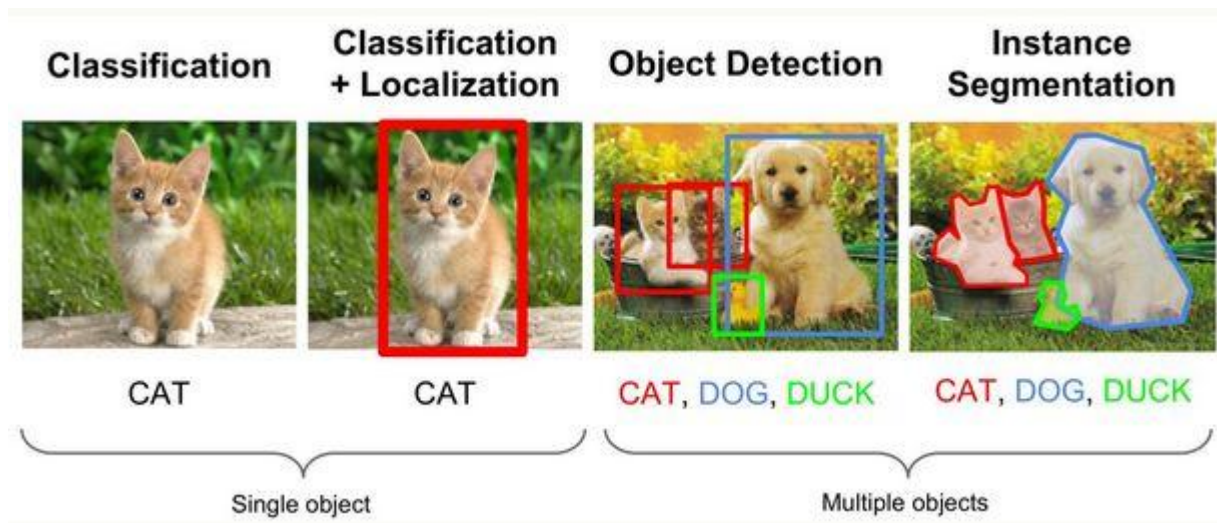 Classification
Classification
+ Localization
Object Detection
Instance
Segmentation
CAT
CAT
CAT, DOG, DUCK
CAT, DOG, DUCK
Single object
Multiple objects